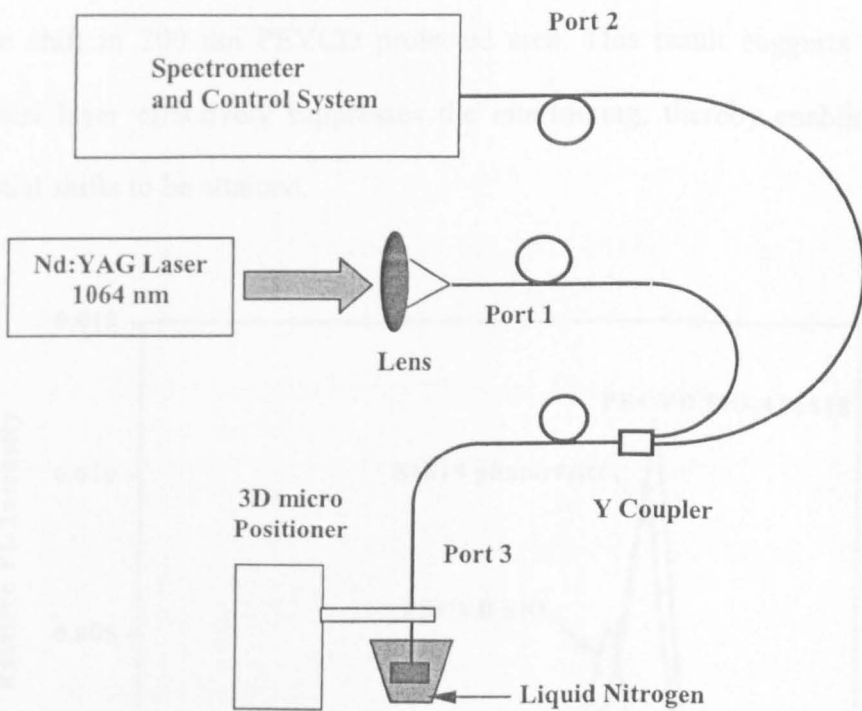 Port 2
Spectrometer
and Control System
Nd:YAG Laser
1064 nm
Port 1
Lens
3D micro
Positioner
Y Coupler
Port 3
Liquid Nitrogen